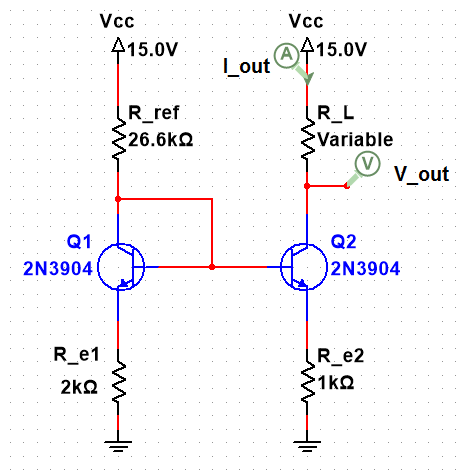 Vcc
Vcc
15.0V
A
15.0V
I_out
R_ref
26.6kΩ
R_L
Variable
V
V_out
Q1
2N3904
Q2
2N3904
R_e1
2kΩ
R_e2
1kΩ